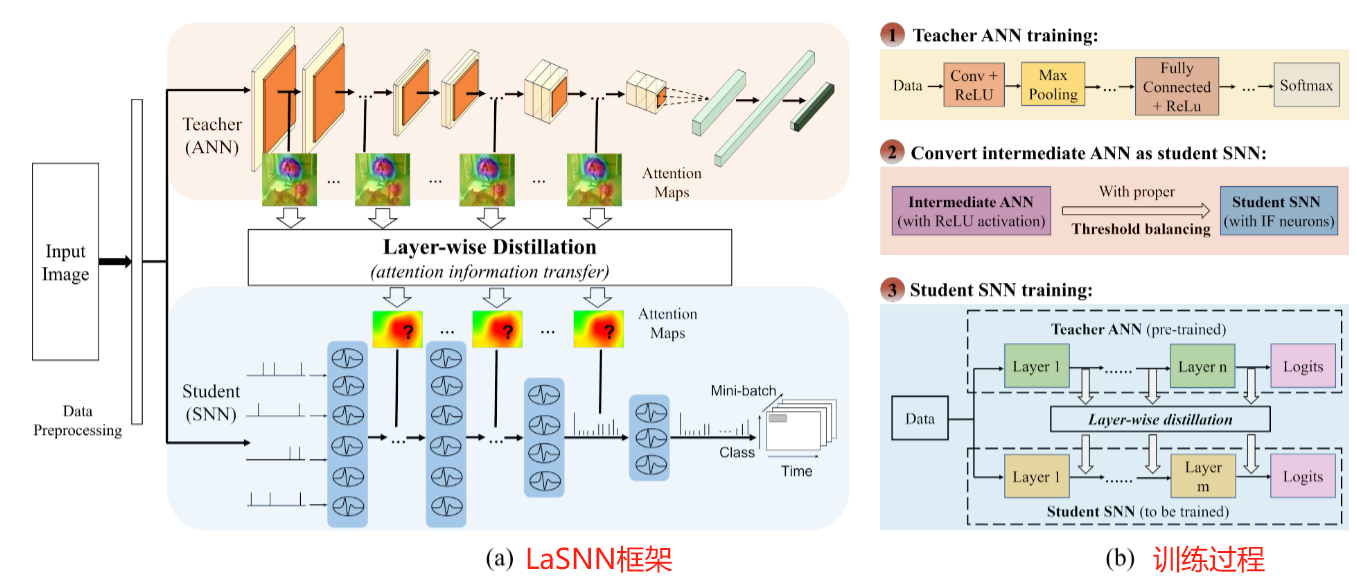 Teacher
(ANN)
...
...
...
...
...
...
Attention
Maps
Input
Image
Layer-wise Distillation
(attention information transfer)
?
...
?
...
?
Attention
Maps
Student
(SNN)
...
...
Mini-batch
Class
Time
Data
Preprocessing
(a) LaSNN框架
1 Teacher ANN training:
Data
Conv +
ReLU
Max
Pooling
......
Fully
Connected
+ ReLu
...
Softmax
2 Convert intermediate ANN as student SNN:
Intermediate ANN
(with ReLU activation)
With proper
Threshold balancing
Student SNN
(with IF neurons)
3 Student SNN training:
Teacher ANN (pre-trained)
Layer 1
......
Layer n
Logits
Data
Layer-wise distillation
Layer 1
......
Layer
m
Logits
Student SNN (to be trained)
(b) 训练过程